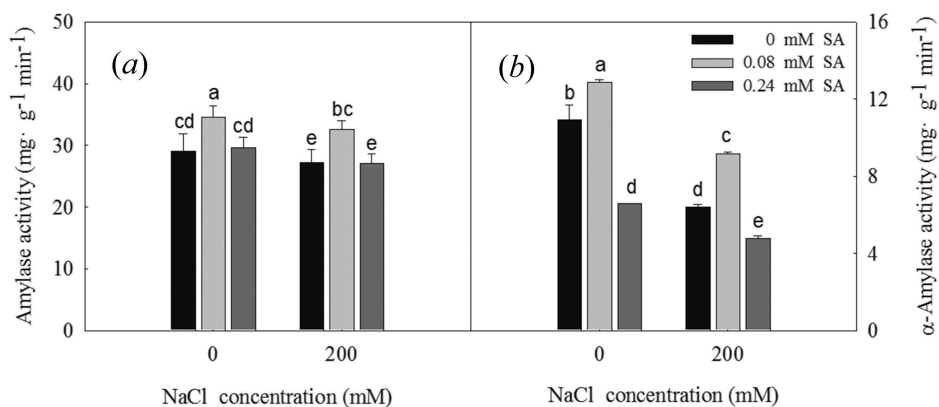 Amylase activity (mg· g-1 min-1)
50
40
30
20
10
0
(a)
cd
a
cd
e
bc
e
0
200
NaCl concentration (mM)
(b)
0 mM SA
0.08 mM SA
0.24 mM SA
b
a
d
d
c
e
0
200
NaCl concentration (mM)
16
12
8
4
0
α-Amylase activity (mg· g-1 min-1)